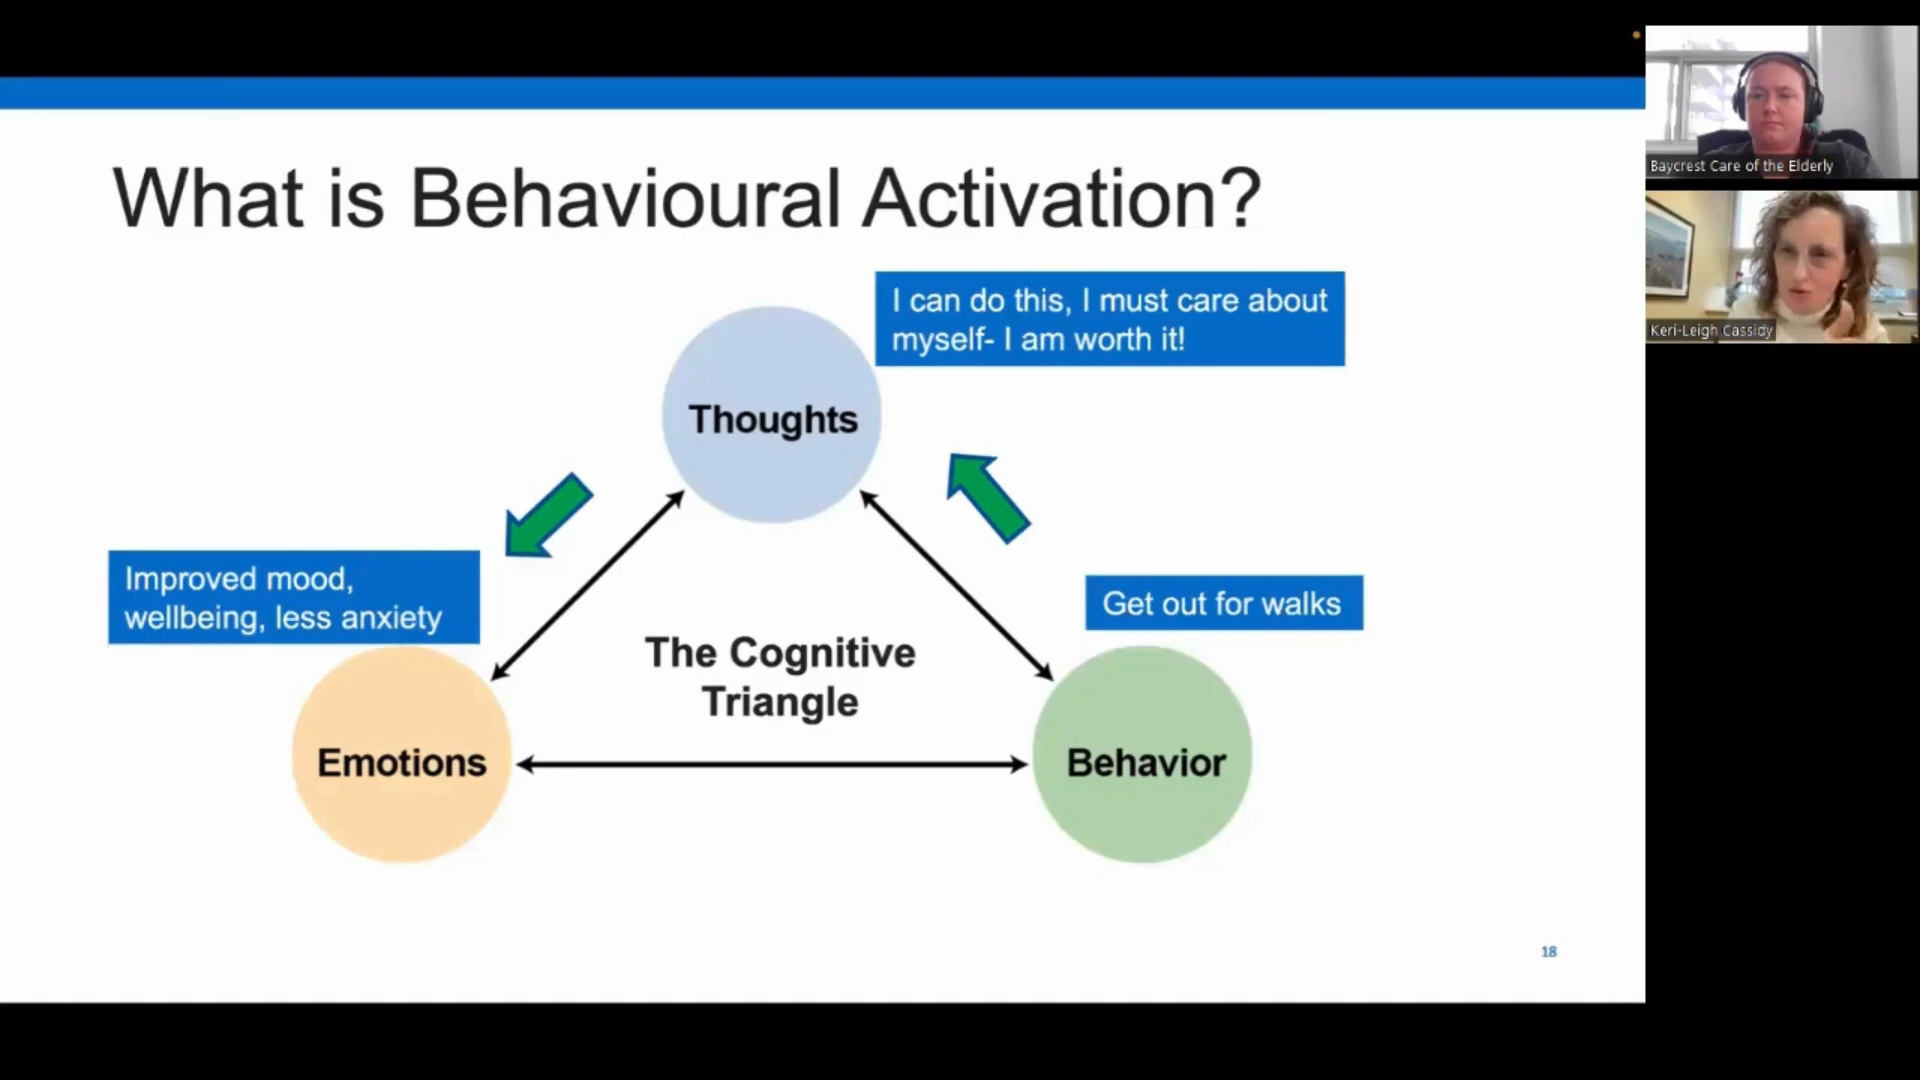 What is Behavioural Activation?
I can do this, I must care about
myself- I am worth it!
Thoughts
Improved mood,
wellbeing, less anxiety
Get out for walks
The Cognitive
Triangle
Emotions
Behavior
18
Baycrest Care of the Elderly
Keri-Leigh Cassidy